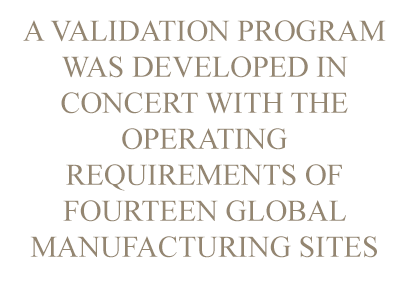 A VALIDATION PROGRAM
WAS DEVELOPED IN
CONCERT WITH THE
OPERATING
REQUIREMENTS OF
FOURTEEN GLOBAL
MANUFACTURING SITES